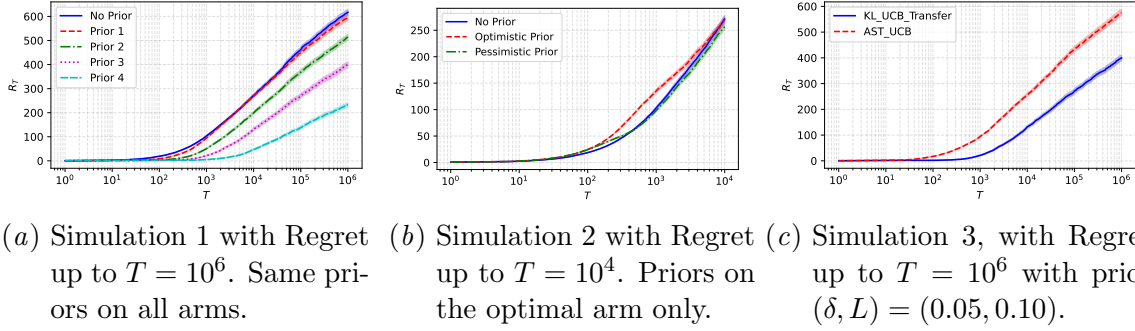 600
500
400
300
200
100
0
R_T
No Prior
Prior 1
Prior 2
Prior 3
Prior 4
10^0 10^1 10^2 10^3 10^4 10^5 10^6
T
250
200
150
100
50
0
R_T
No Prior
Optimistic Prior
Pessimistic Prior
10^0 10^1 10^2 10^3 10^4
T
600
500
400
300
200
100
0
R_T
KL_UCB_Transfer
AST_UCB
10^0 10^1 10^2 10^3 10^4 10^5 10^6
T
(a) Simulation 1 with Regret
up to T = 10^6. Same pri-
ors on all arms.
(b) Simulation 2 with Regret
up to T = 10^4. Priors on
the optimal arm only.
(c) Simulation 3, with Regre
up to T = 10^6 with prio
(δ, L) = (0.05, 0.10).